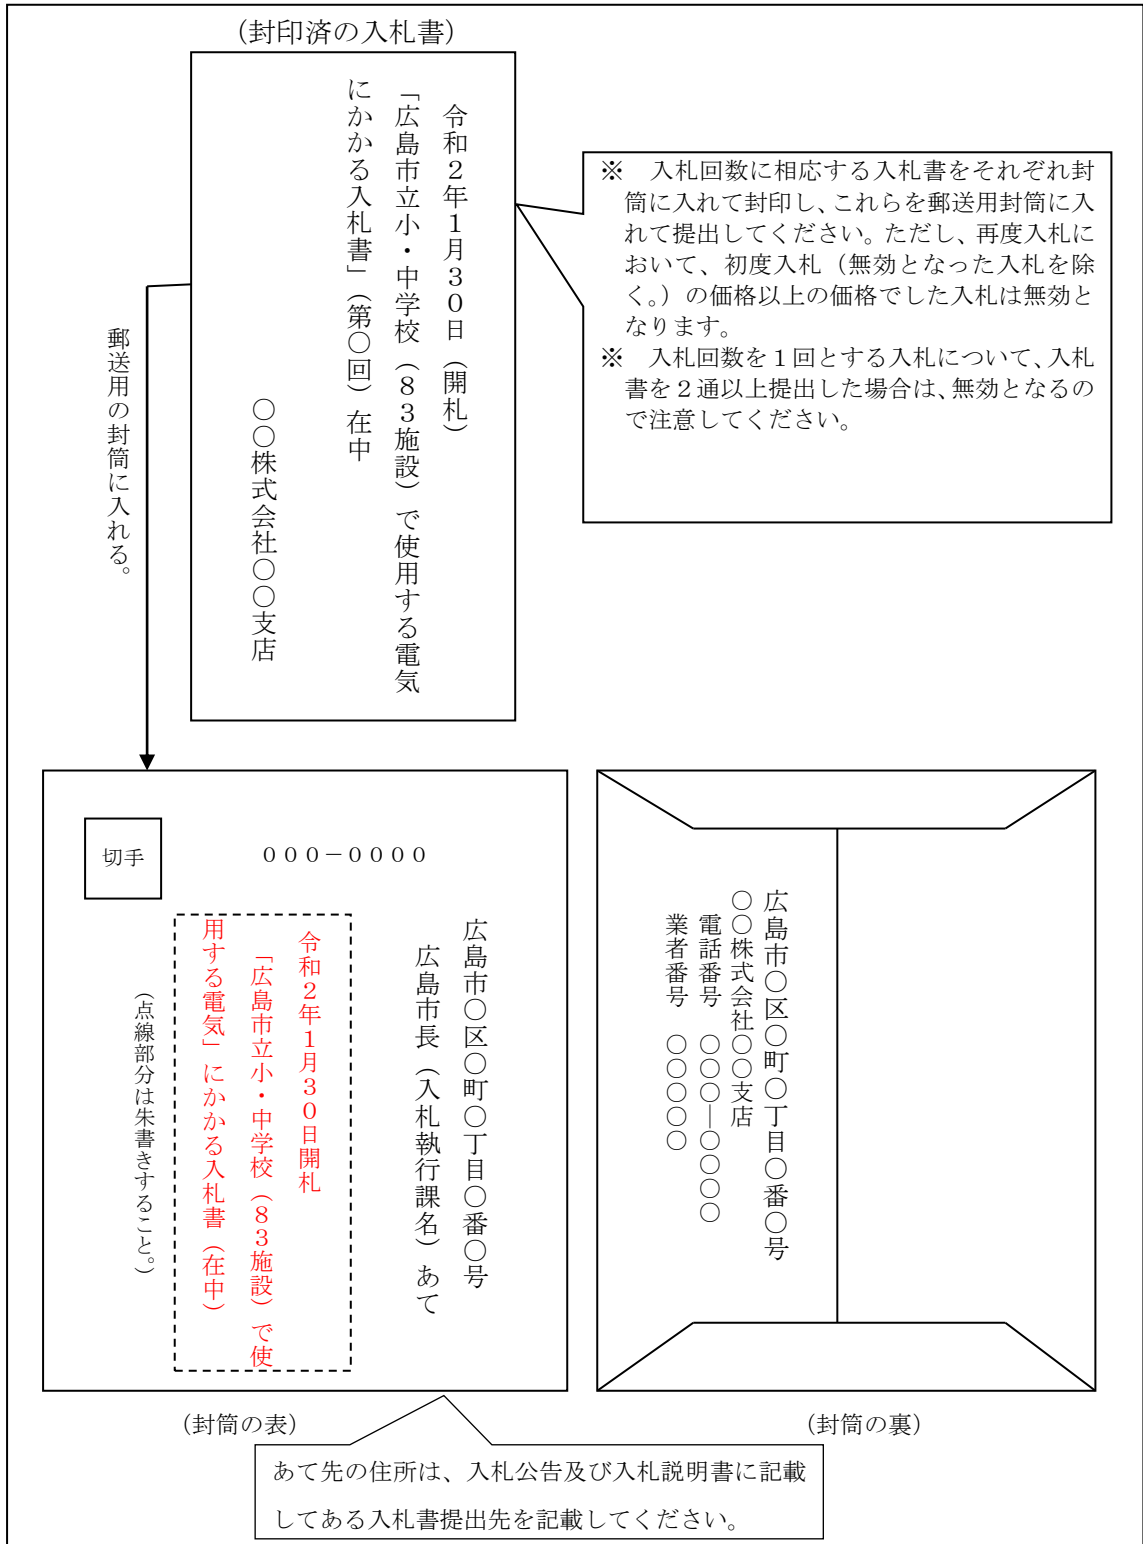 (封印済の入札書)
令和２年１月３０日（開札）
「広島市立小・中学校（８３施設）で使用する電気
にかかる入札書」（第〇回）在中
〇〇株式会社〇〇支店
※　入札回数に相応する入札書をそれぞれ封
筒に入れて封印し、これらを郵送用封筒に入
れて提出してください。ただし、再度入札に
おいて、初度入札（無効となった入札を除
く。）の価格以上の価格でした入札は無効と
なります。
※　入札回数を１回とする入札について、入札
書を２通以上提出した場合は、無効となるの
で注意してください。
郵送用の封筒に入れる。
切手
０００－００００
広島市〇区〇町〇丁目〇番〇号
広島市長（入札執行課名）あて
令和２年１月３０日開札
「広島市立小・中学校（８３施設）で使
用する電気」にかかる入札書（在中）
（点線部分は朱書きすること。）
(封筒の表)
広島市〇区〇町〇丁目〇番〇号
〇〇株式会社〇〇支店
電話番号　〇〇〇―〇〇〇〇
業者番号　〇〇〇〇〇
(封筒の裏)
あて先の住所は、入札公告及び入札説明書に記載
してある入札書提出先を記載してください。